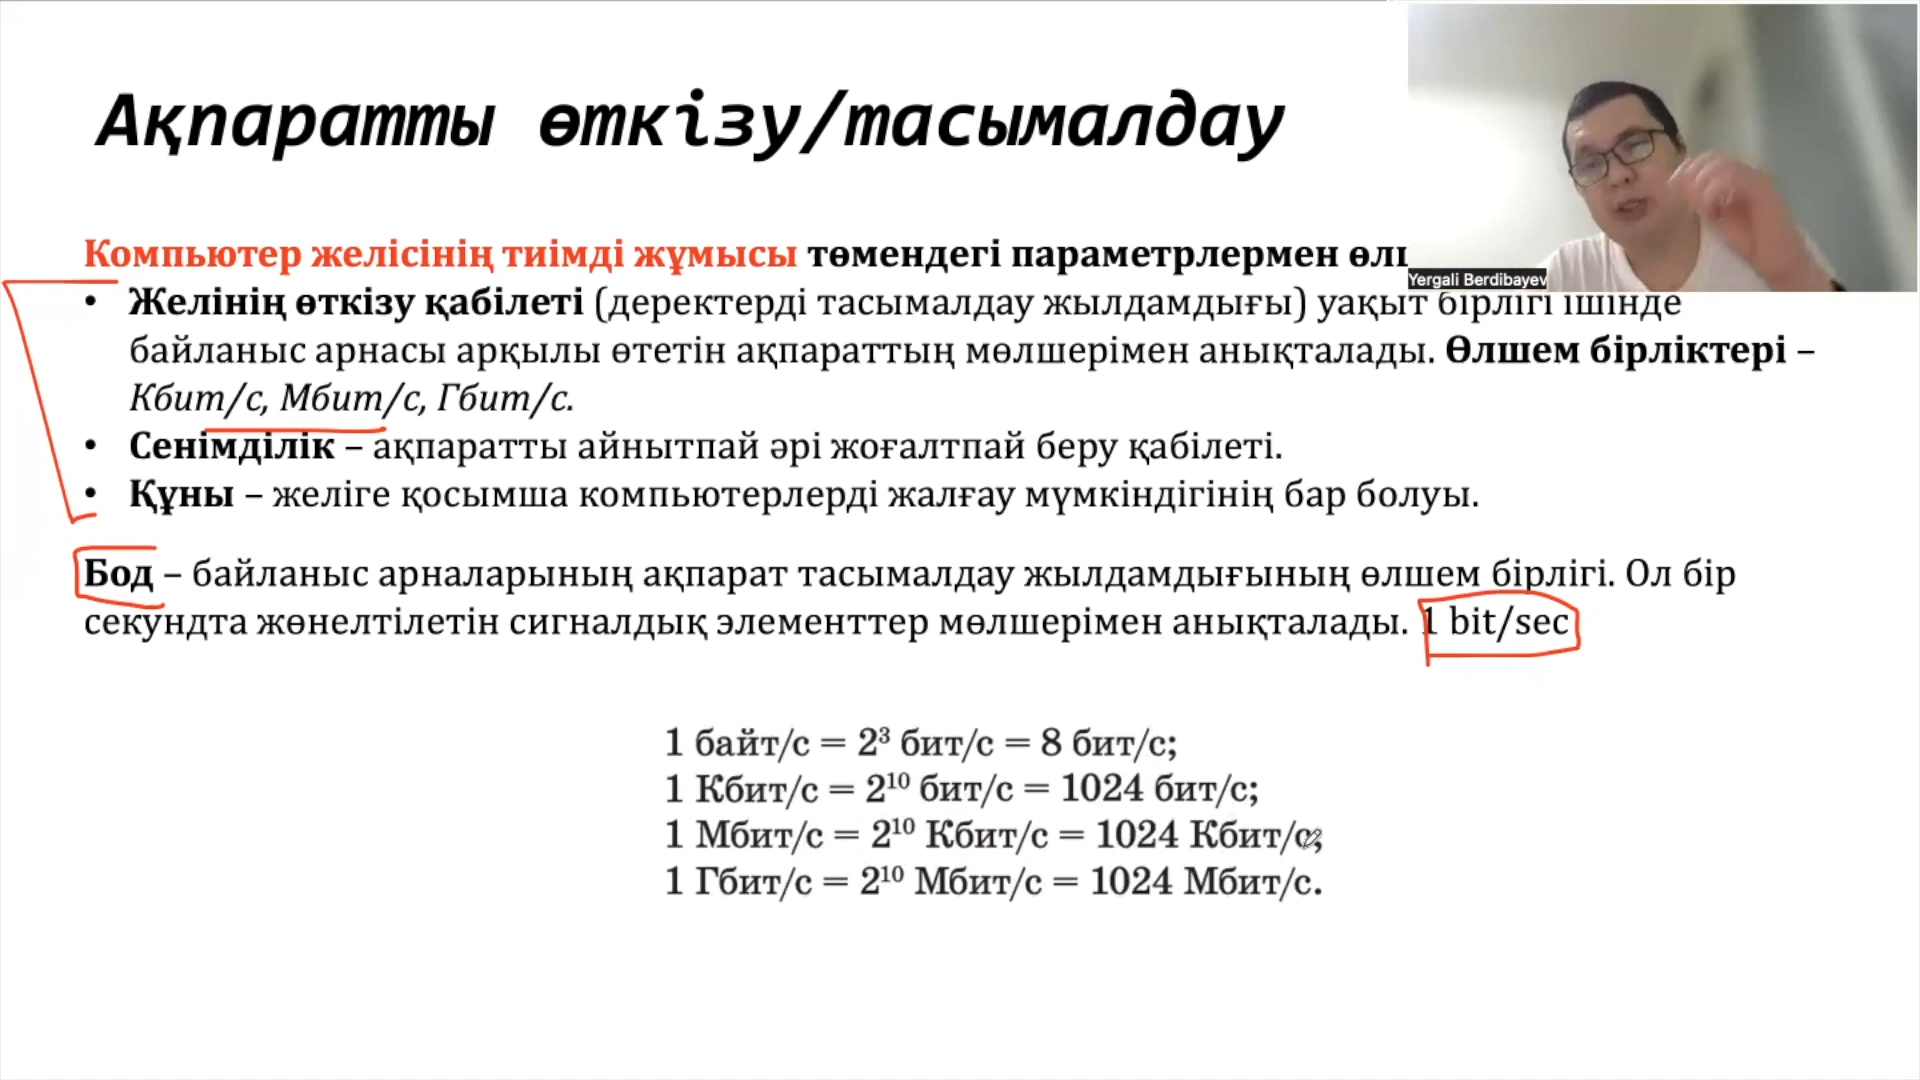 Ақпаратты өткізу/тасымалдау
Yergali Berdibayev
Компьютер желісінің тиімді жұмысы төмендегі параметрлермен
• Желінің өткізу қабілеті (деректерді тасымалдау жылдамдығы) уақыт бірлігі ішінде
байланыс арнасы арқылы өтетін ақпараттың мөлшерімен анықталады. Өлшем бірліктері –
Кбит/с, Мбит/с, Гбит/с.
• Сенімділік – ақпаратты айнытпай әрі жоғалтпай беру қабілеті.
• Құны – желіге қосымша компьютерлерді жалғау мүмкіндігінің бар болуы.
Бод – байланыс арналарының ақпарат тасымалдау жылдамдығының өлшем бірлігі. Ол бір
секундта жөнелтілетін сигналдық элементтер мөлшерімен анықталады. 1 bit/sec
1 байт/с = 2³ бит/с = 8 бит/с;
1 Кбит/с = 2¹⁰ бит/с = 1024 бит/с;
1 Мбит/с = 2¹⁰ Кбит/с = 1024 Кбит/с;
1 Гбит/с = 2¹⁰ Мбит/с = 1024 Мбит/с.